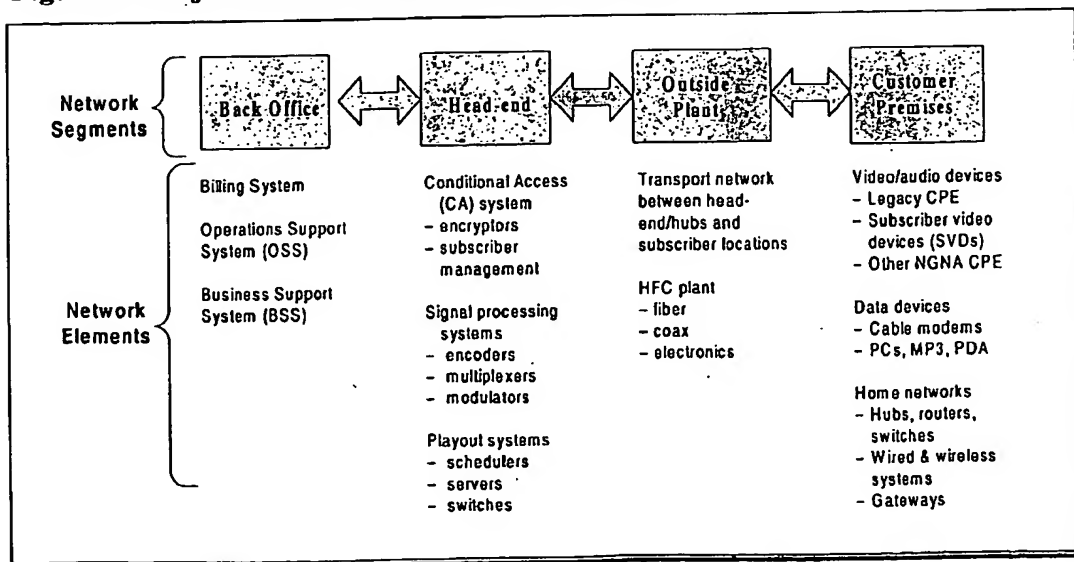 Network
Segments
Back Office
Head-end
Outside
Plant
Customer
Premises
Network
Elements
Billing System
Operations Support
System (OSS)
Business Support
System (BSS)
Conditional Access
(CA) system
– encryptors
– subscriber
management
Signal processing
systems
– encoders
– multiplexers
– modulators
Playout systems
– schedulers
– servers
– switches
Transport network
between head-
end/hubs and
subscriber locations
HFC plant
– fiber
– coax
– electronics
Video/audio devices
– Legacy CPE
– Subscriber video
devices (SVDs)
– Other NGNA CPE
Data devices
– Cable modems
– PCs, MP3, PDA
Home networks
– Hubs, routers,
switches
– Wired & wireless
systems
– Gateways